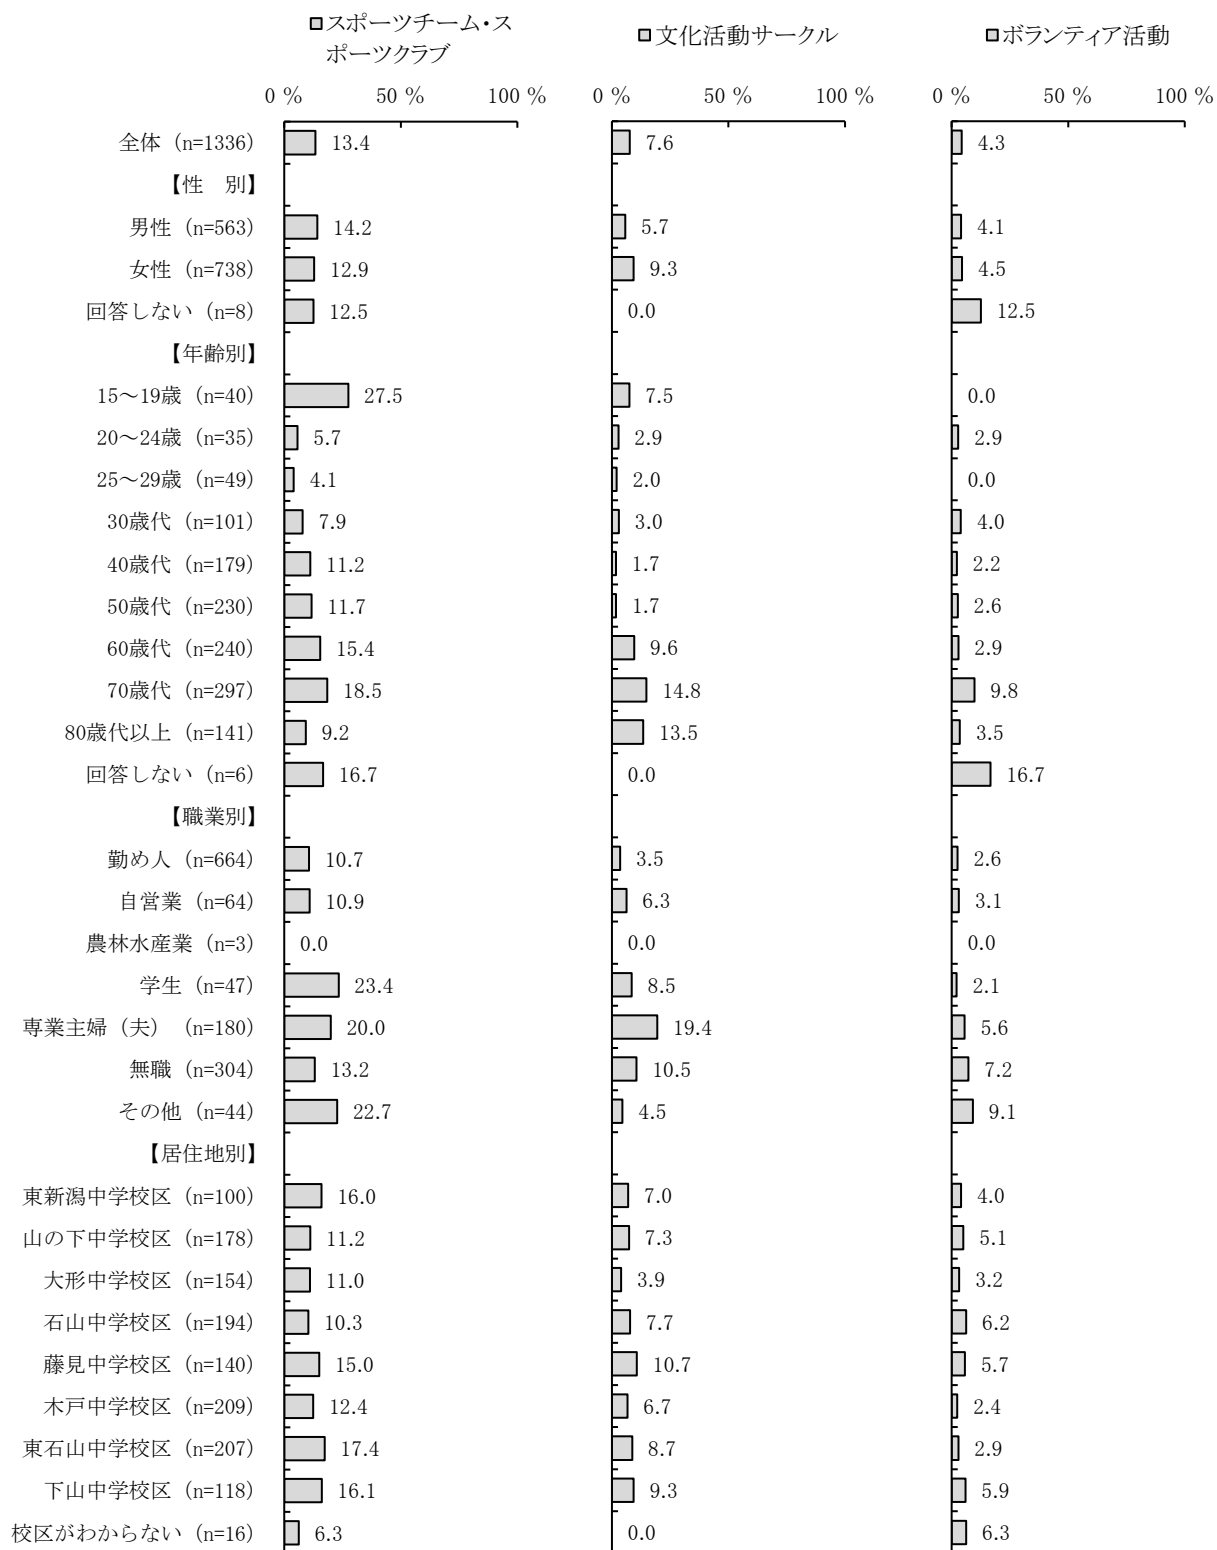 スポーツチーム・ス
ポーツクラブ
文化活動サークル
ボランティア活動
0 % 50 % 100 % 0 % 50 % 100 % 0 % 50 % 100 %
全体 (n=1336) 13.4 7.6 4.3
【性　別】
男性 (n=563) 14.2 5.7 4.1
女性 (n=738) 12.9 9.3 4.5
回答しない (n=8) 12.5 0.0 12.5
【年齢別】
15～19歳 (n=40) 27.5 7.5 0.0
20～24歳 (n=35) 5.7 2.9 2.9
25～29歳 (n=49) 4.1 2.0 0.0
30歳代 (n=101) 7.9 3.0 4.0
40歳代 (n=179) 11.2 1.7 2.2
50歳代 (n=230) 11.7 1.7 2.6
60歳代 (n=240) 15.4 9.6 2.9
70歳代 (n=297) 18.5 14.8 9.8
80歳代以上 (n=141) 9.2 13.5 3.5
回答しない (n=6) 16.7 0.0 16.7
【職業別】
勤め人 (n=664) 10.7 3.5 2.6
自営業 (n=64) 10.9 6.3 3.1
農林水産業 (n=3) 0.0 0.0 0.0
学生 (n=47) 23.4 8.5 2.1
専業主婦（夫） (n=180) 20.0 19.4 5.6
無職 (n=304) 13.2 10.5 7.2
その他 (n=44) 22.7 4.5 9.1
【居住地別】
東新潟中学校区 (n=100) 16.0 7.0 4.0
山の下中学校区 (n=178) 11.2 7.3 5.1
大形中学校区 (n=154) 11.0 3.9 3.2
石山中学校区 (n=194) 10.3 7.7 6.2
藤見中学校区 (n=140) 15.0 10.7 5.7
木戸中学校区 (n=209) 12.4 6.7 2.4
東石山中学校区 (n=207) 17.4 8.7 2.9
下山中学校区 (n=118) 16.1 9.3 5.9
校区がわからない (n=16) 6.3 0.0 6.3